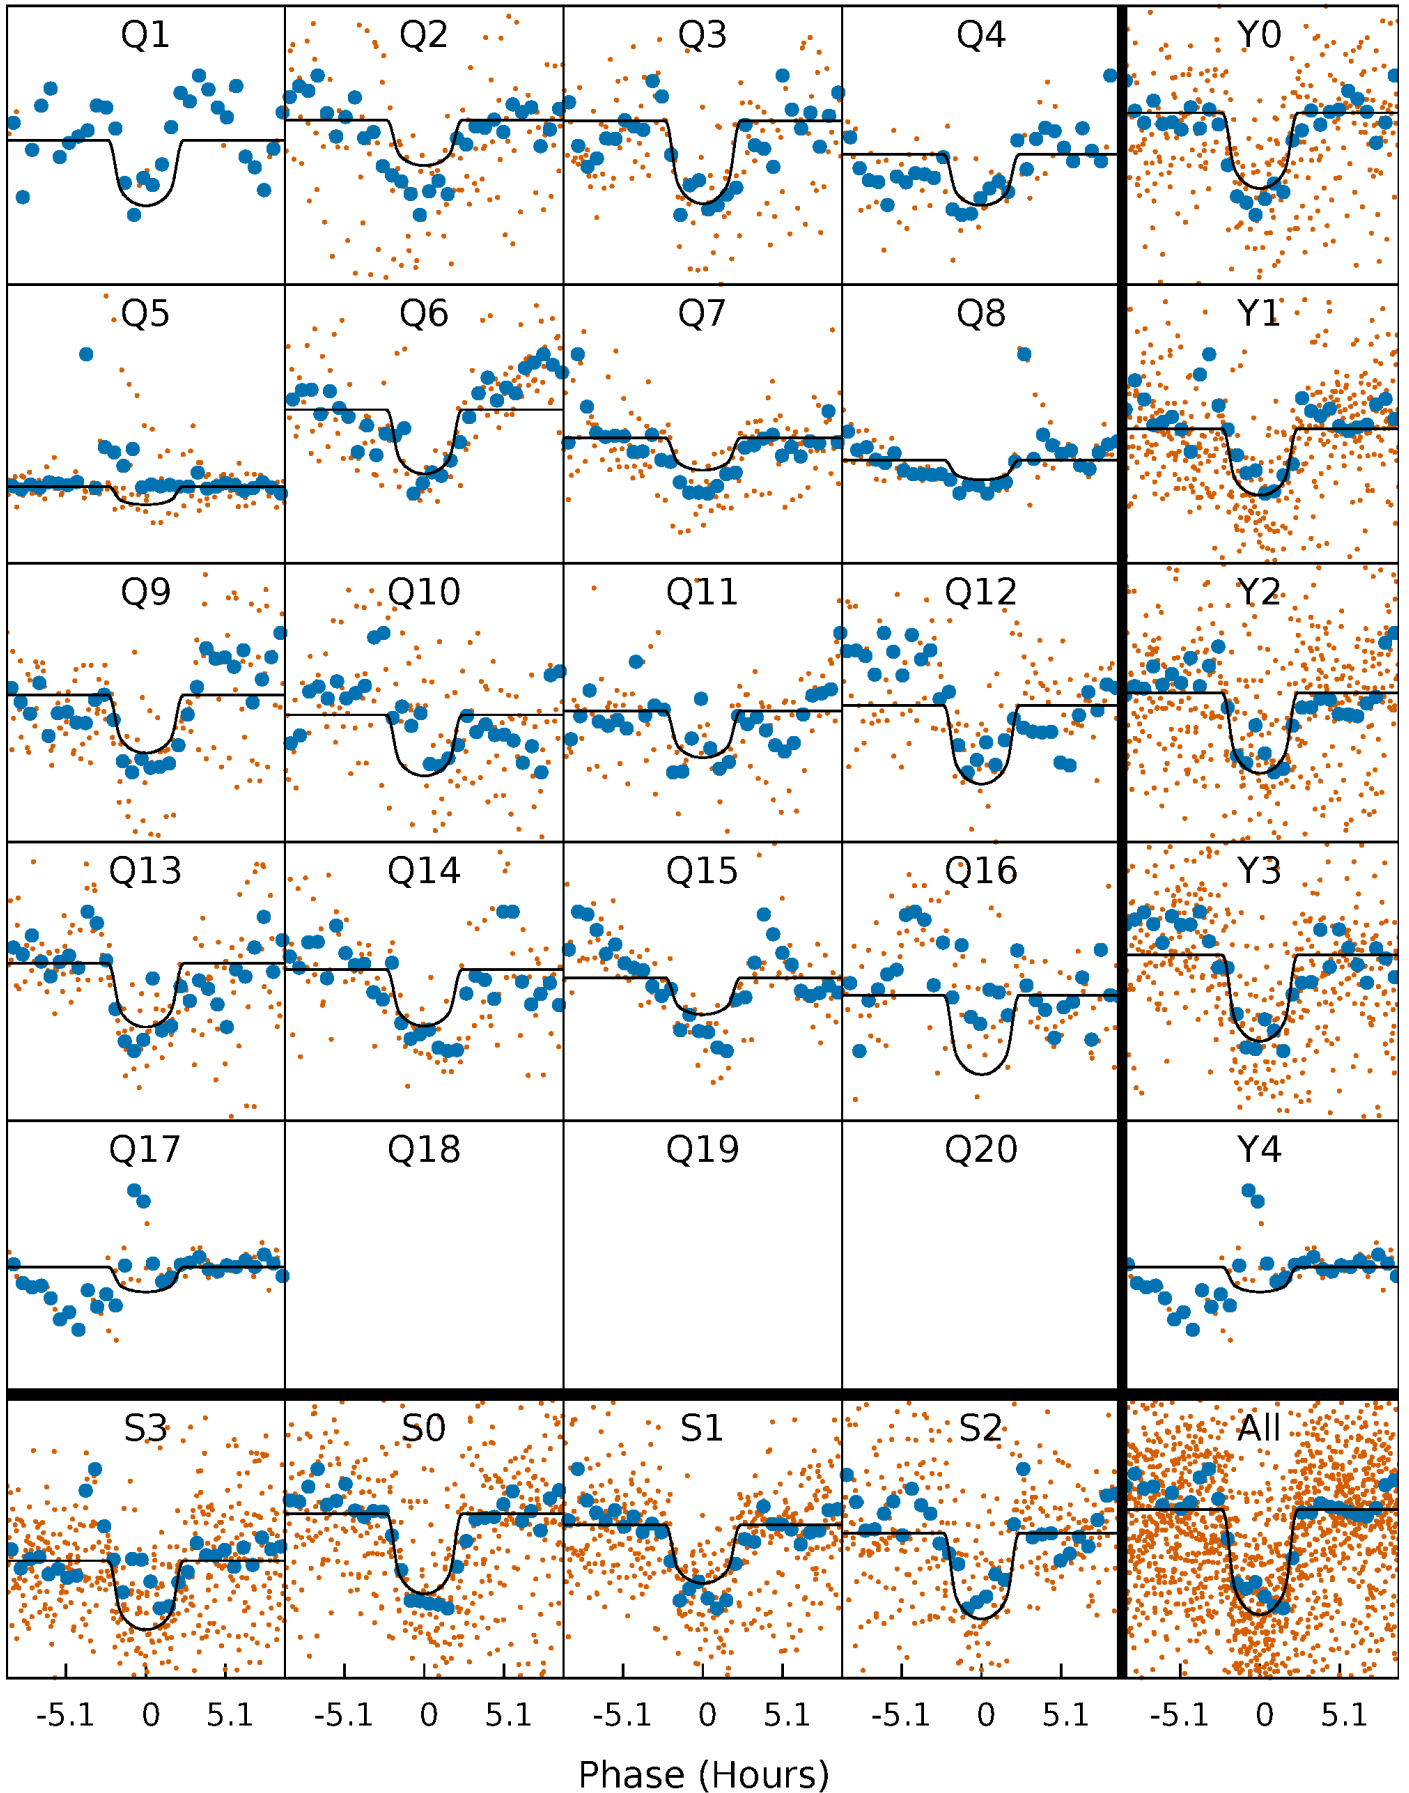 Q1 Q2 Q3 Q4 Y0
Q5 Q6 Q7 Q8 Y1
Q9 Q10 Q11 Q12 Y2
Q13 Q14 Q15 Q16 Y3
Q17 Q18 Q19 Q20 Y4
S3 S0 S1 S2 All
-5.1 0 5.1 -5.1 0 5.1 -5.1 0 5.1 -5.1 0 5.1 -5.1 0 5.1
Phase (Hours)